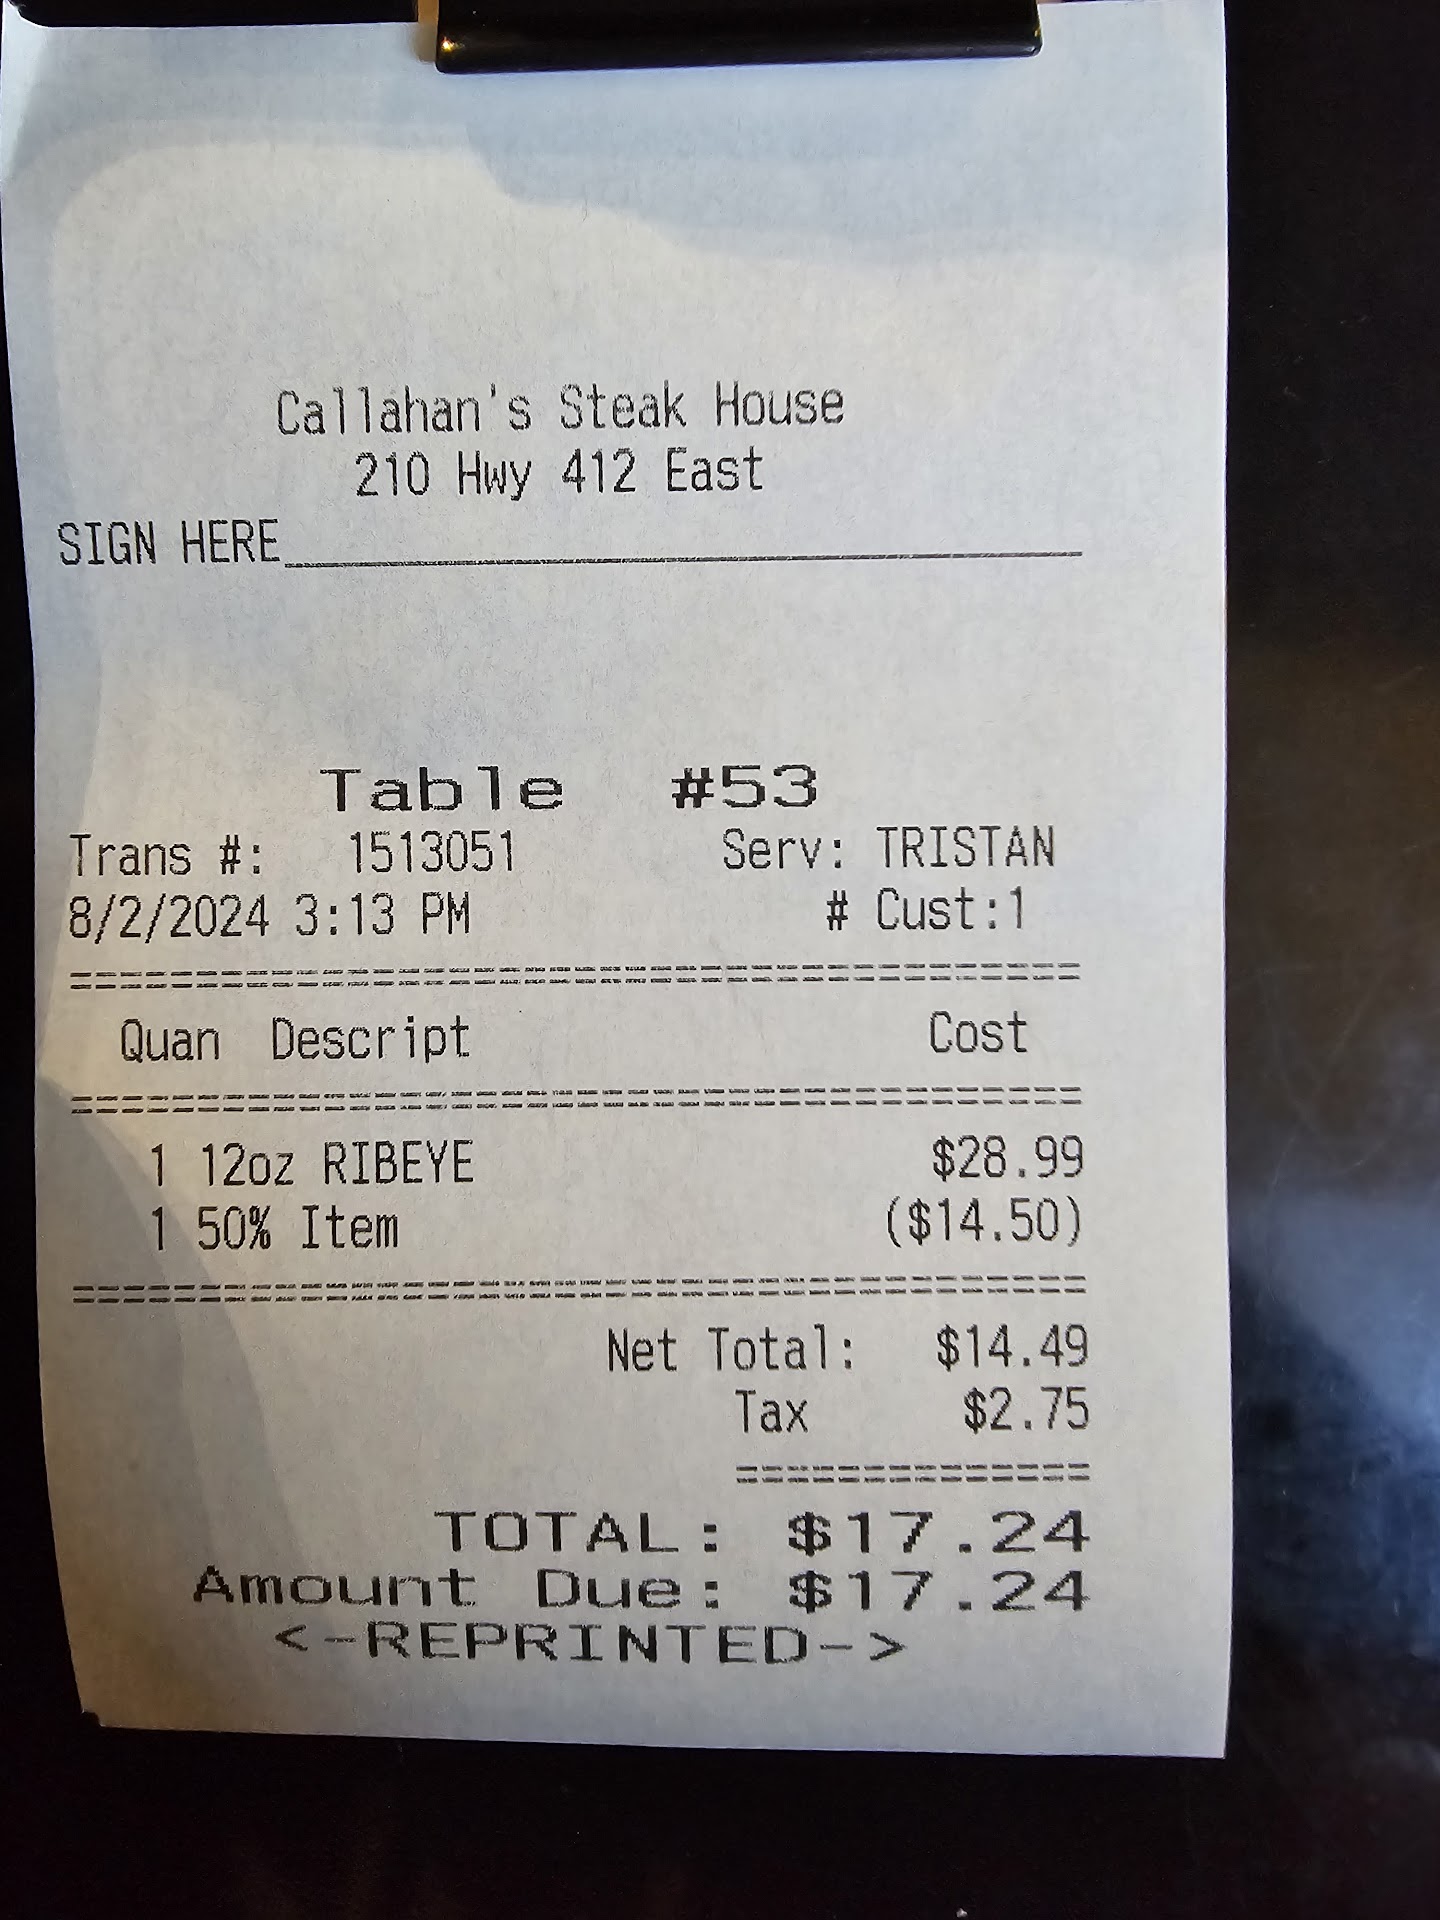 Callahan's Steak House
210 Hwy 412 East
SIGN HERE
Table #53
Trans #: 1513051 Serv: TRISTAN
8/2/2024 3:13 PM # Cust:1
Quan Descript Cost
1 12oz RIBEYE $28.99
1 50% Item ($14.50)
Net Total: $14.49
Tax $2.75
TOTAL: $17.24
Amount Due: $17.24
<-REPRINTED->